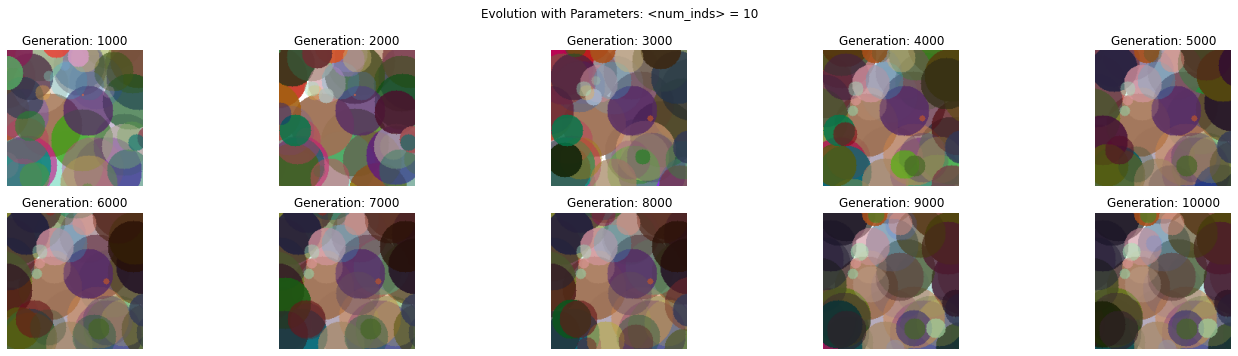 Evolution with Parameters: <num_inds> = 10
Generation: 1000
Generation: 2000
Generation: 3000
Generation: 4000
Generation: 5000
Generation: 6000
Generation: 7000
Generation: 8000
Generation: 9000
Generation: 10000